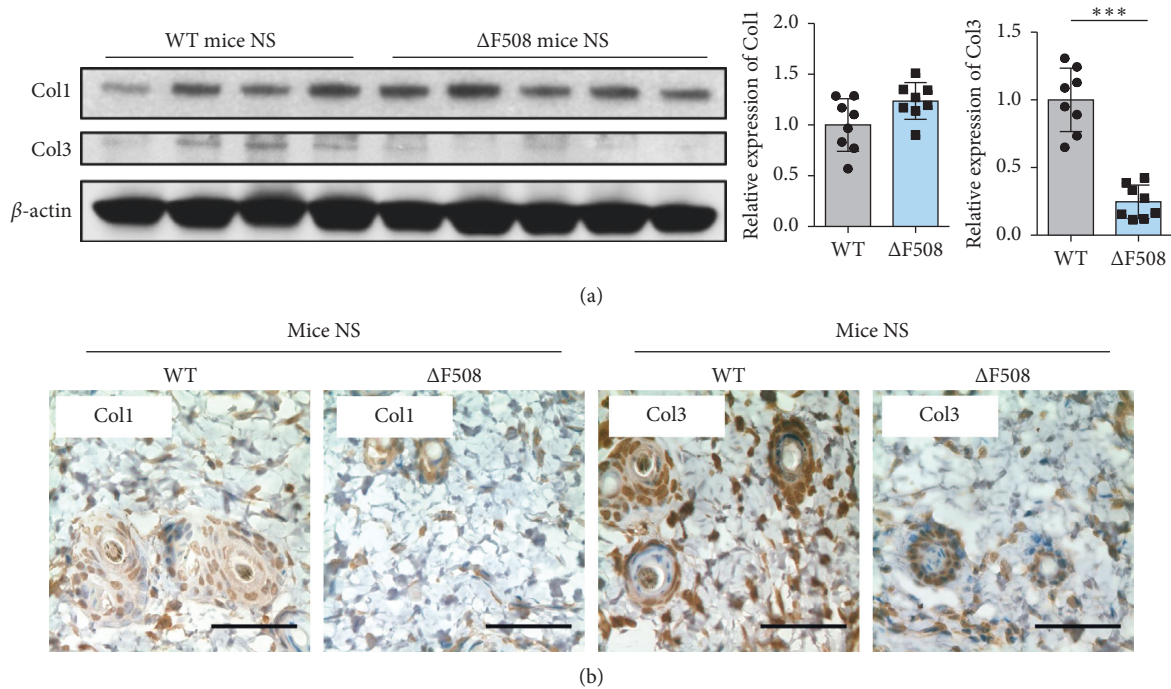 WT mice NS
ΔF508 mice NS
Col1
Col3
β-actin
Relative expression of Col1
2.0
1.5
1.0
0.5
0.0
WT
ΔF508
Relative expression of Col3
***
1.5
1.0
0.5
0.0
WT
ΔF508
(a)
Mice NS
Mice NS
WT
ΔF508
WT
ΔF508
Col1
Col1
Col3
Col3
(b)